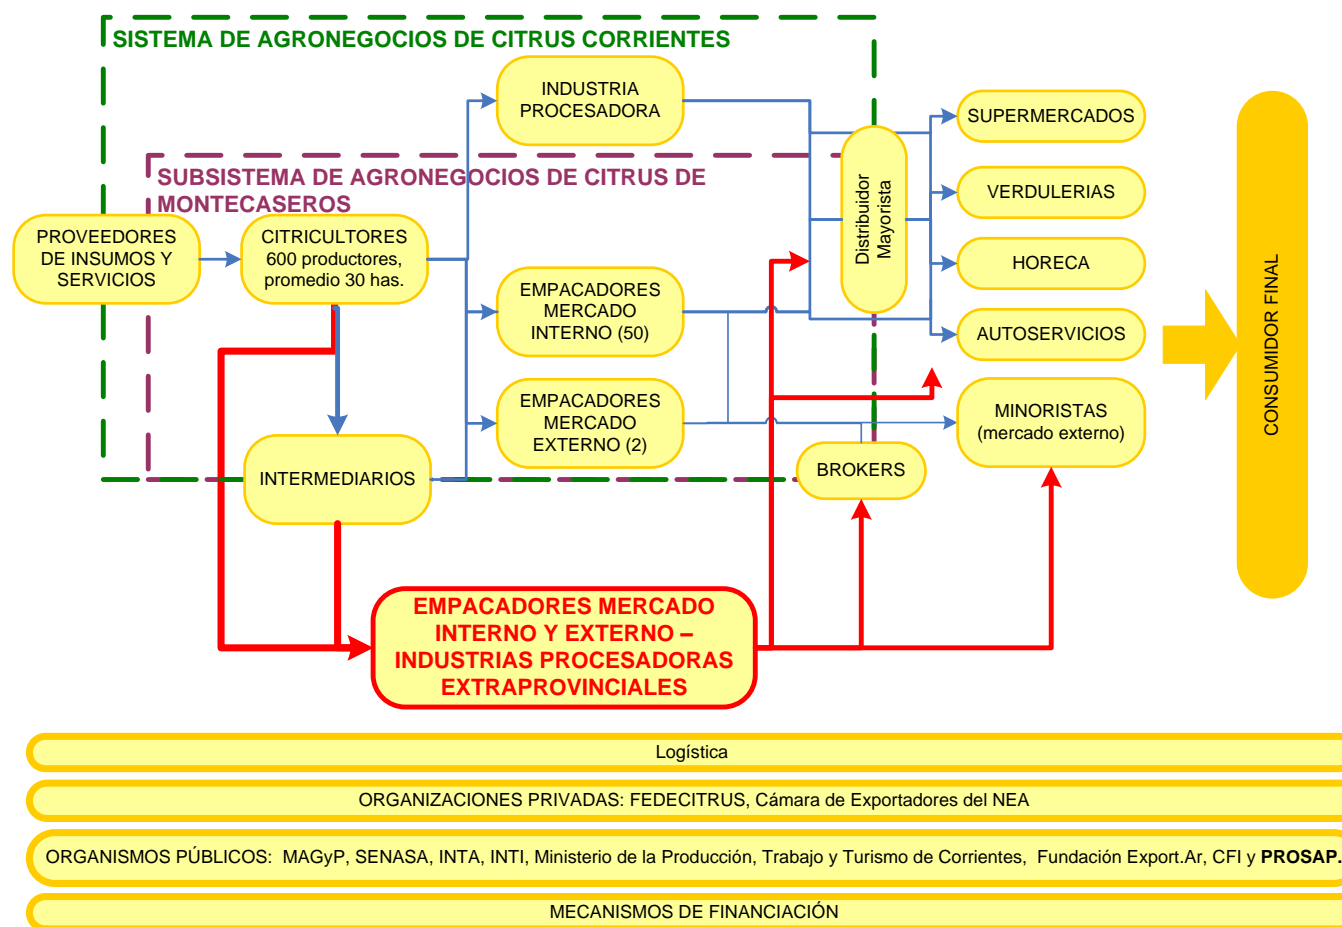 SISTEMA DE AGRONEGOCIOS DE CITRUS CORRIENTES
INDUSTRIA
PROCESADORA
SUPERMERCADOS
SUBSISTEMA DE AGRONEGOCIOS DE CITRUS DE
MONTECASEROS
VERDULERIAS
Distribuidor
Mayorista
PROVEEDORES
DE INSUMOS Y
SERVICIOS
CITRICULTORES
600 productores,
promedio 30 has.
HORECA
EMPACADORES
MERCADO
INTERNO (50)
AUTOSERVICIOS
CONSUMIDOR FINAL
EMPACADORES
MERCADO
EXTERNO (2)
MINORISTAS
(mercado externo)
INTERMEDIARIOS
BROKERS
EMPACADORES MERCADO
INTERNO Y EXTERNO –
INDUSTRIAS PROCESADORAS
EXTRAPROVINCIALES
Logística
ORGANIZACIONES PRIVADAS: FEDECITRUS, Cámara de Exportadores del NEA
ORGANISMOS PÚBLICOS: MAGyP, SENASA, INTA, INTI, Ministerio de la Producción, Trabajo y Turismo de Corrientes, Fundación Export.Ar, CFI y PROSAP.
MECANISMOS DE FINANCIACIÓN